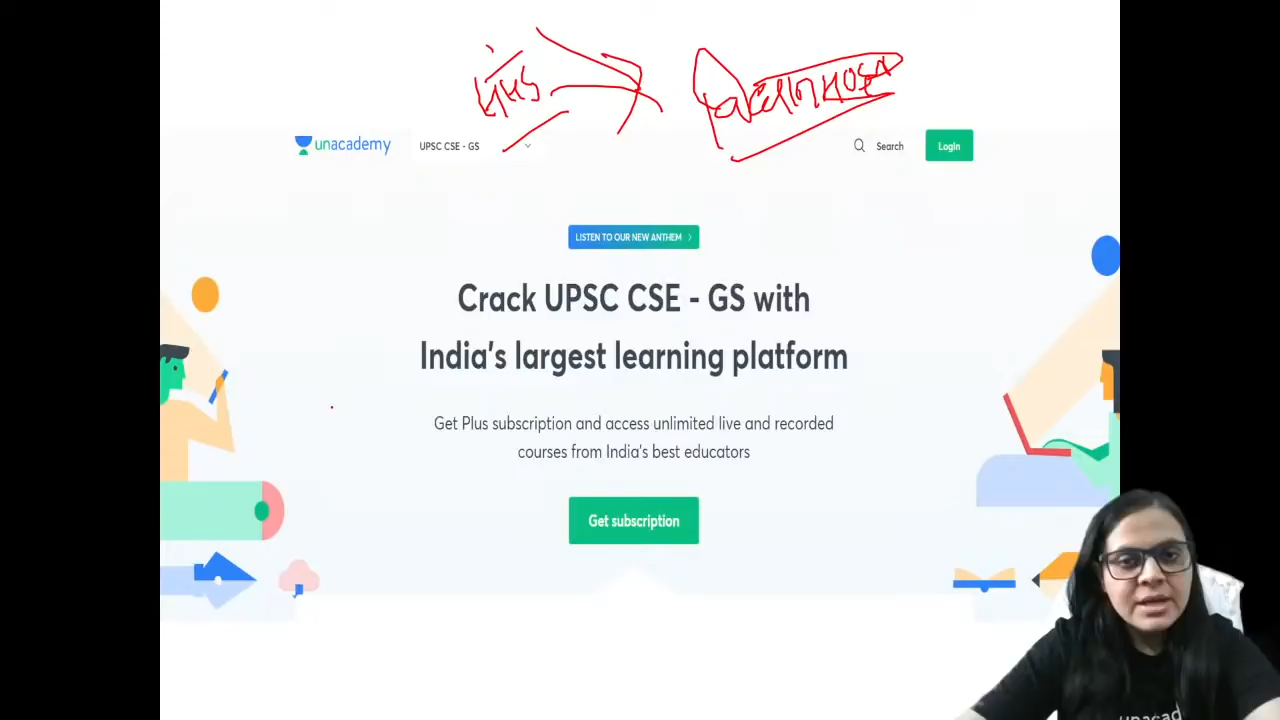 unacademy
UPSC CSE - GS
Search
Login
LISTEN TO OUR NEW ANTHEM
Crack UPSC CSE - GS with
India's largest learning platform
Get Plus subscription and access unlimited live and recorded
courses from India's best educators
Get subscription
unacad